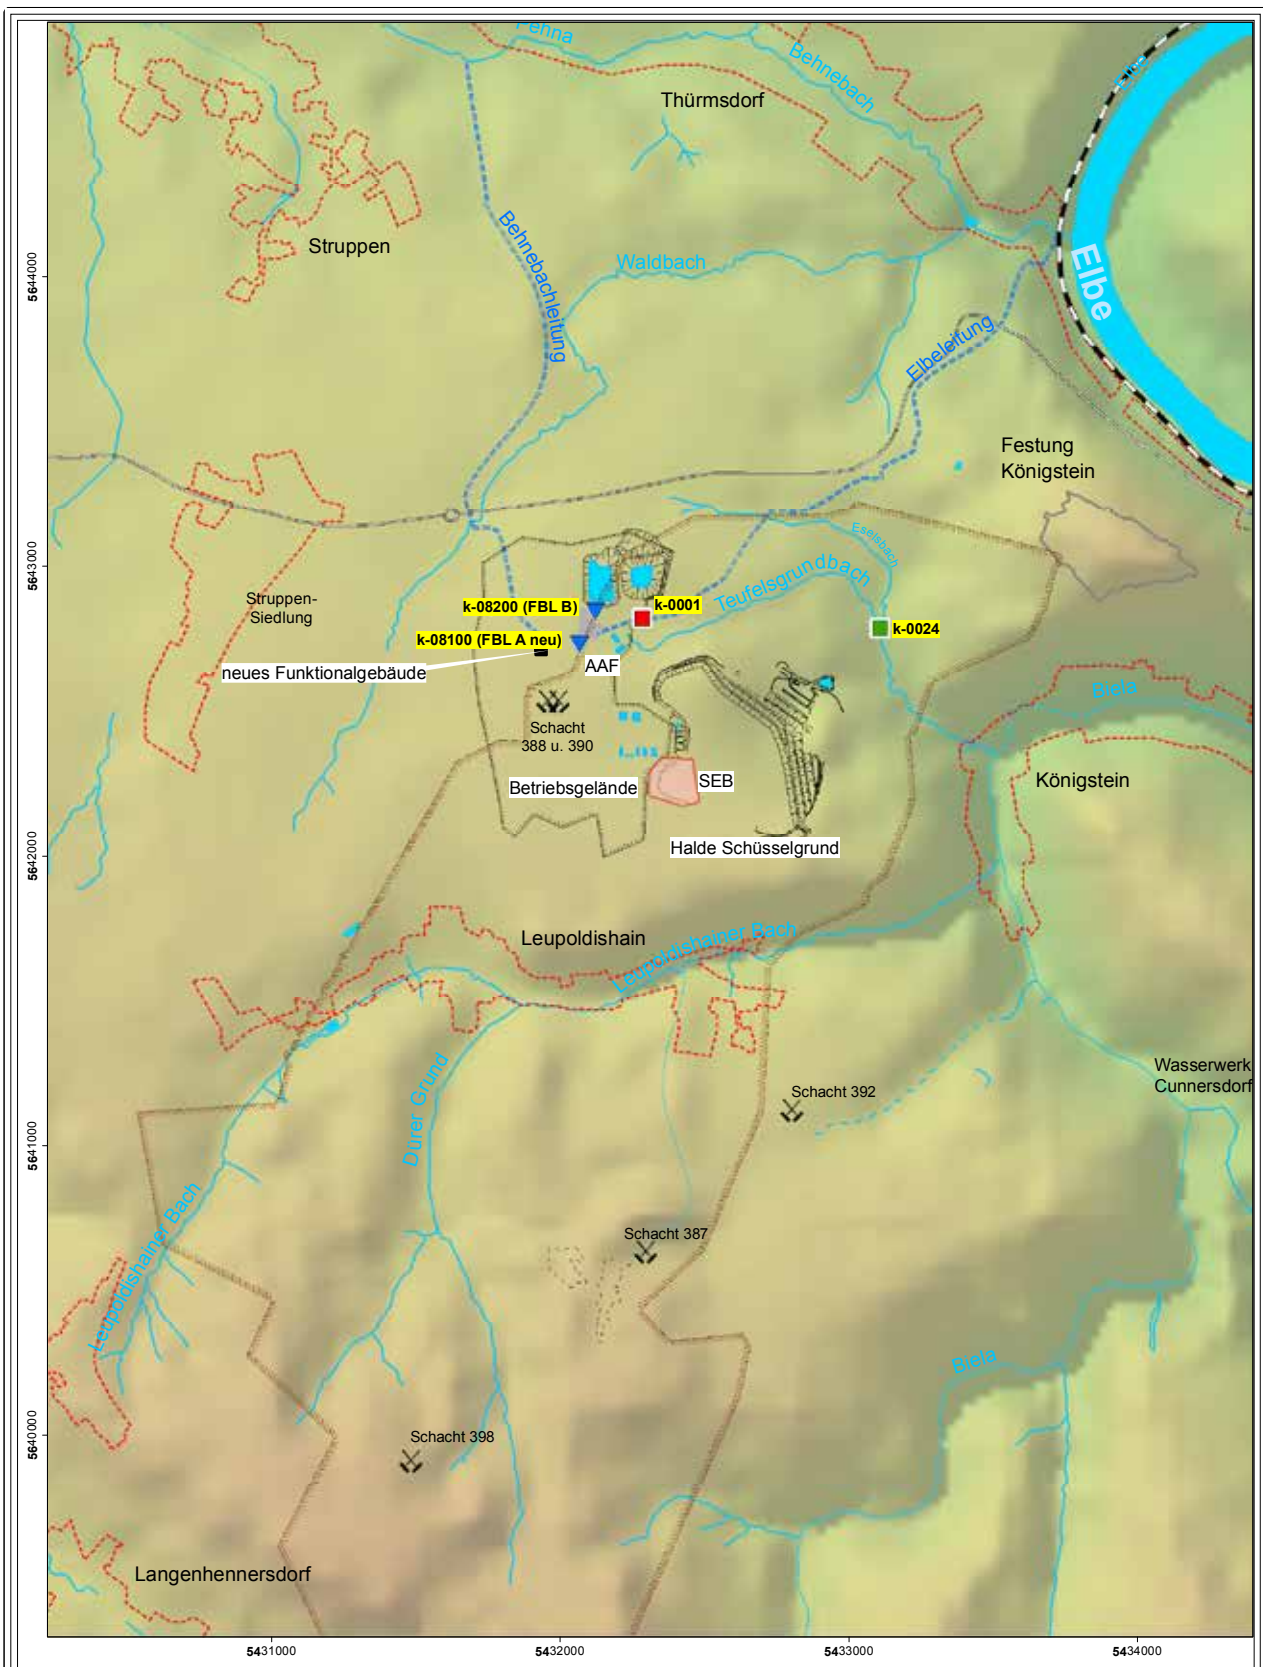 Pehna
Behnebach
Elbe
Thürmsdorf
Struppen
Behnebachleitung
Waldbach
Elbe
5644000
Elbeleitung
Festung
Königstein
Eselsbach
5643000
Teufelsgrundbach
Struppen-
Siedlung
k-08200 (FBL B)
k-0001
k-0024
k-08100 (FBL A neu)
neues Funktionalgebäude
AAF
Biela
Schacht
388 u. 390
Betriebsgelände
SEB
Königstein
5642000
Halde Schüsselgrund
Leupoldishain
Leupoldishainer Bach
Dürer Grund
Wasserwerk
Cunnersdorf
Schacht 392
5641000
Leupoldishainer Bach
Schacht 387
Biela
5640000
Schacht 398
Langenhennersdorf
5431000
5432000
5433000
5434000